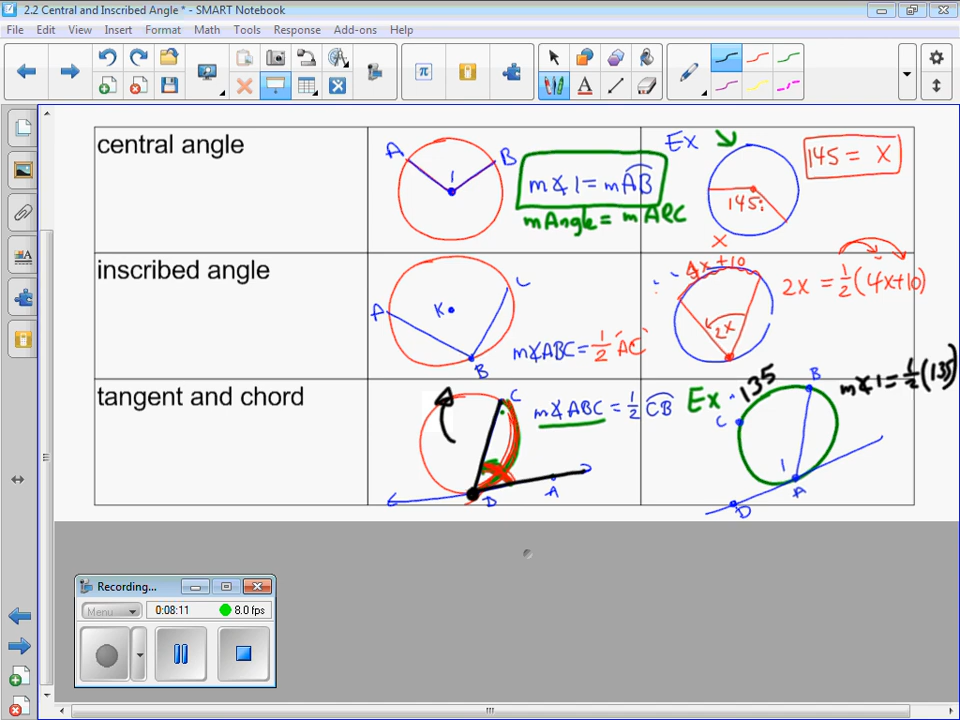 2.2 Central and Inscribed Angle * - SMART Notebook
File Edit View Insert Format Math Tools Response Add-ons Help
central angle
A B
1
m∡1 = mAB
mAngle = mARC
Ex
145
X
145 = X
inscribed angle
A K C
B
m∡ABC = 1/2 AC
4x+10
2x
2x = 1/2 (4x+10)
tangent and chord
C
B A
m∡ABC = 1/2 CB
Ex
135
B
C
1
A
D
m∡1 = 1/2 (135)
Recording...
Menu 0:08:11 8.0 fps